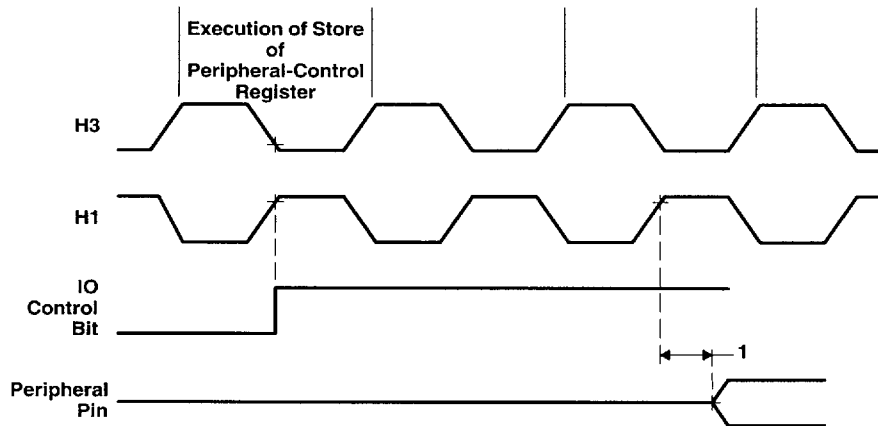 Execution of Store
of
Peripheral-Control
Register
H3
H1
IO
Control
Bit
1
Peripheral
Pin